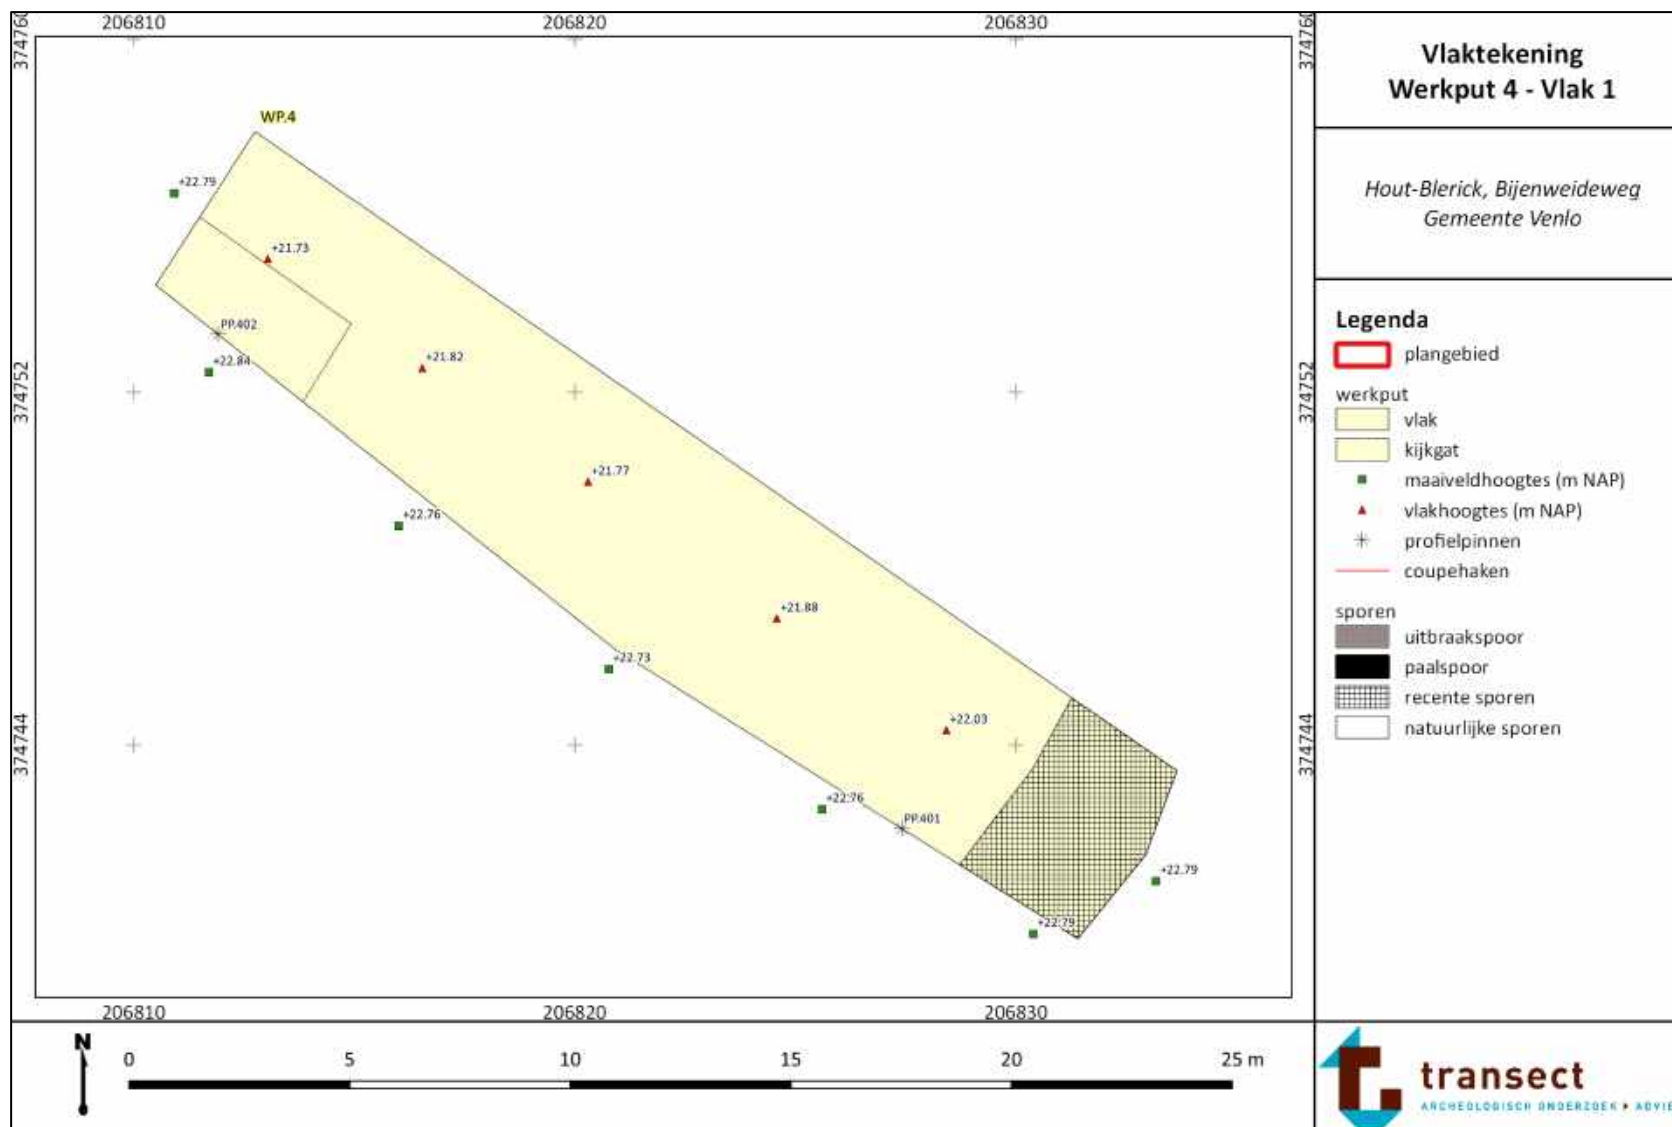 206810 206820 206830
374760 374760
WP.4
+22.79
+21.73
PP.402
+22.84
+21.82
374752 374752
+21.77
+22.76
+21.88
+22.73
+22.03
374744 374744
+22.76
PP.401
+22.79
+22.79
206810 206820 206830
N
0 5 10 15 20 25 m
Vlaktekening
Werkput 4 - Vlak 1
Hout-Blerick, Bijenweideweg
Gemeente Venlo
Legenda
plangebied
werkput
vlak
kijkgat
maaiveldhoogtes (m NAP)
vlakhoogtes (m NAP)
profielpinnen
coupehaken
sporen
uitbraakspoor
paalspoor
recente sporen
natuurlijke sporen
transect
ARCHEOLOGISCH ONDERZOEK ADVIE